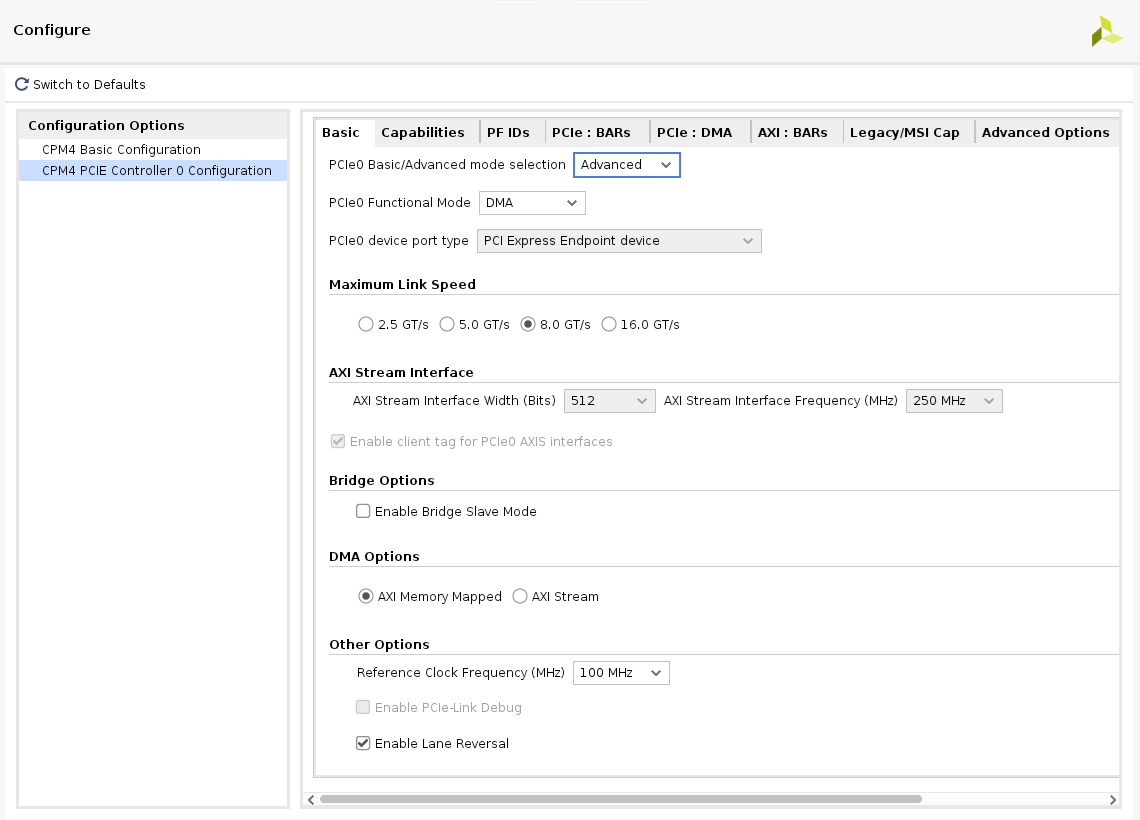 Configure
Switch to Defaults
Configuration Options
CPM4 Basic Configuration
CPM4 PCIE Controller 0 Configuration
Basic Capabilities PF IDs PCIe : BARs PCIe : DMA AXI : BARs Legacy/MSI Cap Advanced Options
PCIe0 Basic/Advanced mode selection Advanced
PCIe0 Functional Mode DMA
PCIe0 device port type PCI Express Endpoint device
Maximum Link Speed
2.5 GT/s 5.0 GT/s 8.0 GT/s 16.0 GT/s
AXI Stream Interface
AXI Stream Interface Width (Bits) 512 AXI Stream Interface Frequency (MHz) 250 MHz
Enable client tag for PCIe0 AXIS interfaces
Bridge Options
Enable Bridge Slave Mode
DMA Options
AXI Memory Mapped AXI Stream
Other Options
Reference Clock Frequency (MHz) 100 MHz
Enable PCIe-Link Debug
Enable Lane Reversal